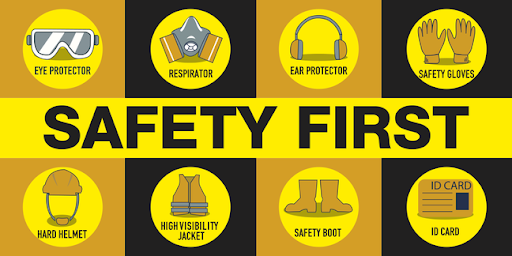 EYE PROTECTOR
RESPIRATOR
EAR PROTECTOR
SAFETY GLOVES
SAFETY FIRST
HARD HELMET
HIGH VISIBILITY
JACKET
SAFETY BOOT
ID CARD
ID CARD